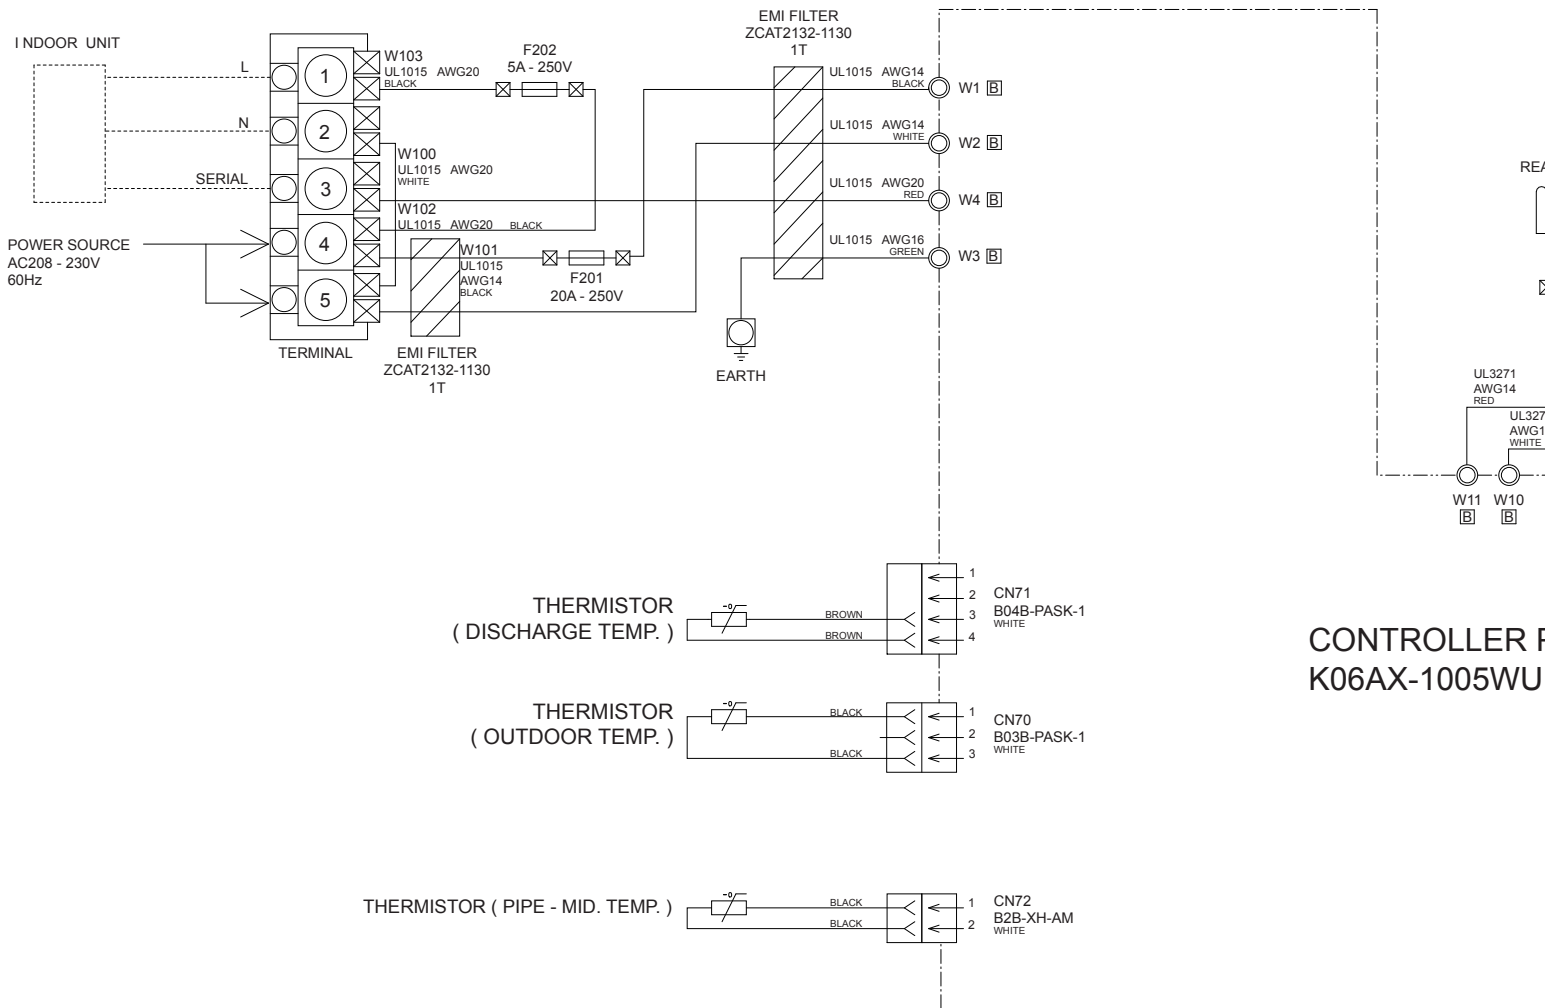 I NDOOR UNIT
L
N
SERIAL
POWER SOURCE
AC208 - 230V
60Hz
1
2
3
4
5
TERMINAL
W103
UL1015 AWG20
BLACK
F202
5A - 250V
W100
UL1015 AWG20
WHITE
W102
UL1015 AWG20 BLACK
W101
UL1015
AWG14
BLACK
F201
20A - 250V
EMI FILTER
ZCAT2132-1130
1T
EMI FILTER
ZCAT2132-1130
1T
UL1015 AWG14
BLACK
W1 B
UL1015 AWG14
WHITE
W2 B
UL1015 AWG20
RED
W4 B
UL1015 AWG16
GREEN
W3 B
EARTH
REA
UL3271
AWG14
RED
UL327
AWG1
WHITE
W11 W10
B B
THERMISTOR
( DISCHARGE TEMP. )
BROWN
BROWN
1
2
3
4
CN71
B04B-PASK-1
WHITE
CONTROLLER P
K06AX-1005WU
THERMISTOR
( OUTDOOR TEMP. )
BLACK
BLACK
1
2
3
CN70
B03B-PASK-1
WHITE
THERMISTOR ( PIPE - MID. TEMP. )
BLACK
BLACK
1
2
CN72
B2B-XH-AM
WHITE